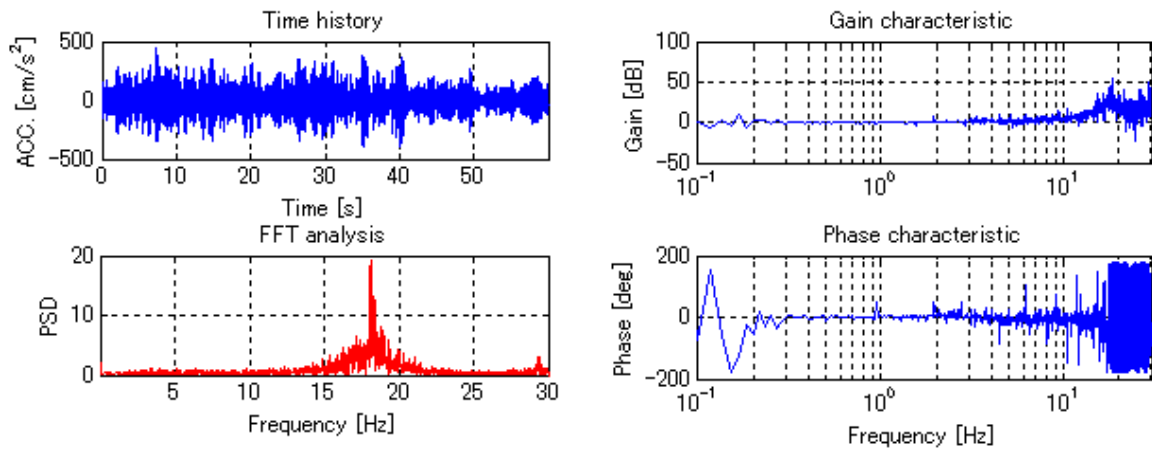 Time history
ACC. [cm/s²]
500
0
-500
0 10 20 30 40 50
Time [s]
Gain characteristic
Gain [dB]
100
50
0
-50
10⁻¹ 10⁰ 10¹
FFT analysis
PSD
20
10
0
5 10 15 20 25 30
Frequency [Hz]
Phase characteristic
Phase [deg]
200
0
-200
10⁻¹ 10⁰ 10¹
Frequency [Hz]